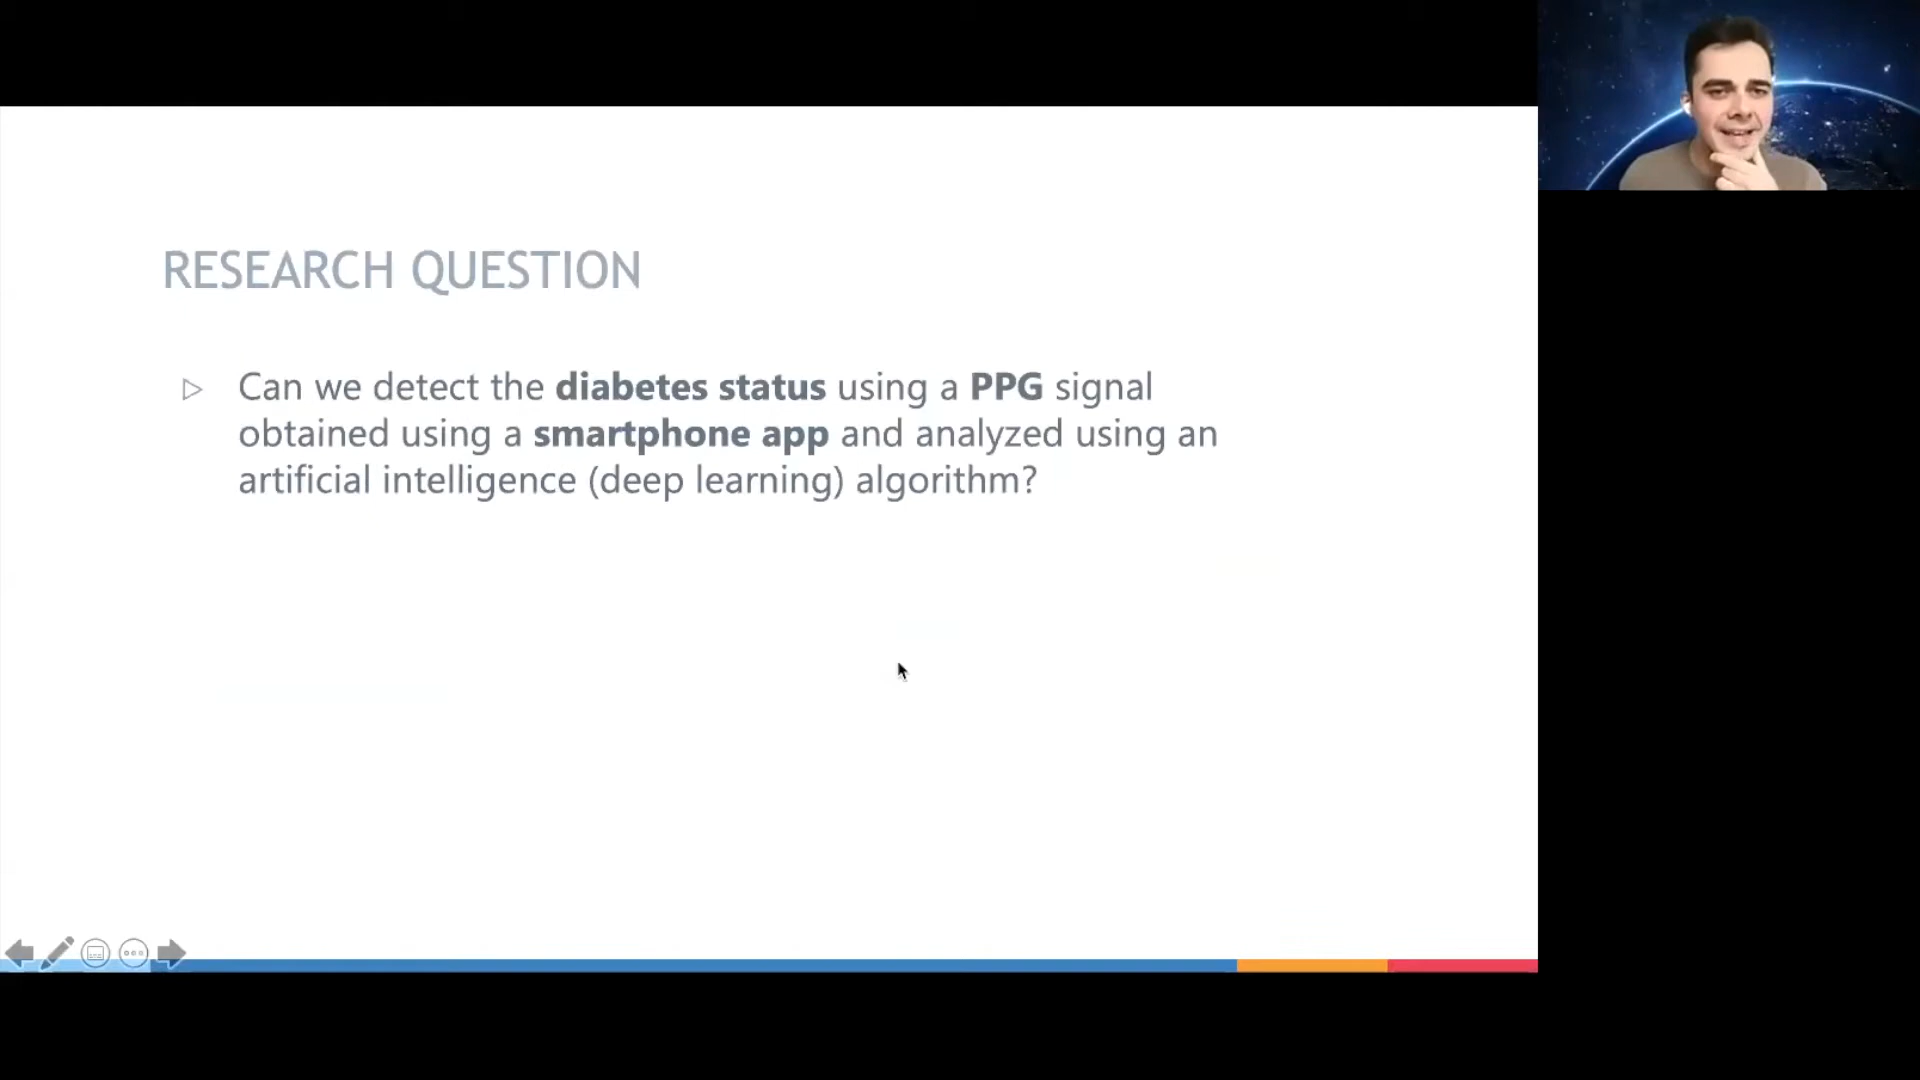 RESEARCH QUESTION
Can we detect the diabetes status using a PPG signal
obtained using a smartphone app and analyzed using an
artificial intelligence (deep learning) algorithm?